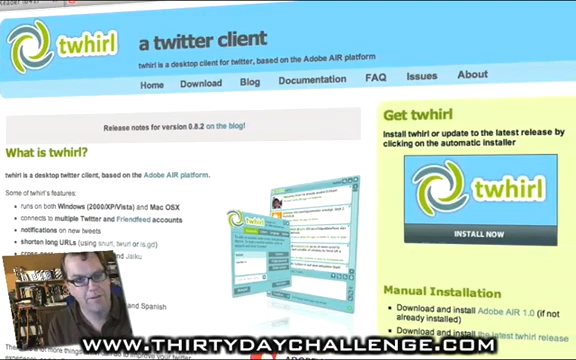 twhirl
a twitter client
twhirl is a desktop client for twitter, based on the Adobe AIR platform
Home Download Blog Documentation FAQ Issues About
Release notes for version 0.8.2 on the blog!
What is twhirl?
twhirl is a desktop twitter client, based on the Adobe AIR platform.
Some of twhirl's features:
runs on both Windows (2000/XP/Vista) and Mac OSX
connects to multiple Twitter and Friendfeed accounts
notifications on new tweets
shorten long URLs (using snurl, twurl or is.gd)
Jaiku
and Spanish
Get twhirl
Install twhirl or update to the latest release by
clicking on the automatic installer
twhirl
INSTALL NOW
Manual Installation
Download and install Adobe AIR 1.0 (if not
already installed)
Download and install the latest twhirl release
WWW.THIRTYDAYCHALLENGE.COM